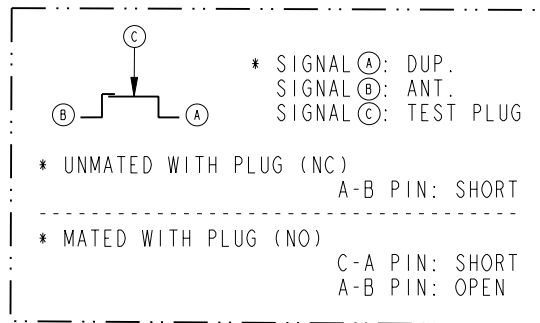 C
* SIGNAL A: DUP.
SIGNAL B: ANT.
SIGNAL C: TEST PLUG
B A
* UNMATED WITH PLUG (NC)
A-B PIN: SHORT
* MATED WITH PLUG (NO)
C-A PIN: SHORT
A-B PIN: OPEN